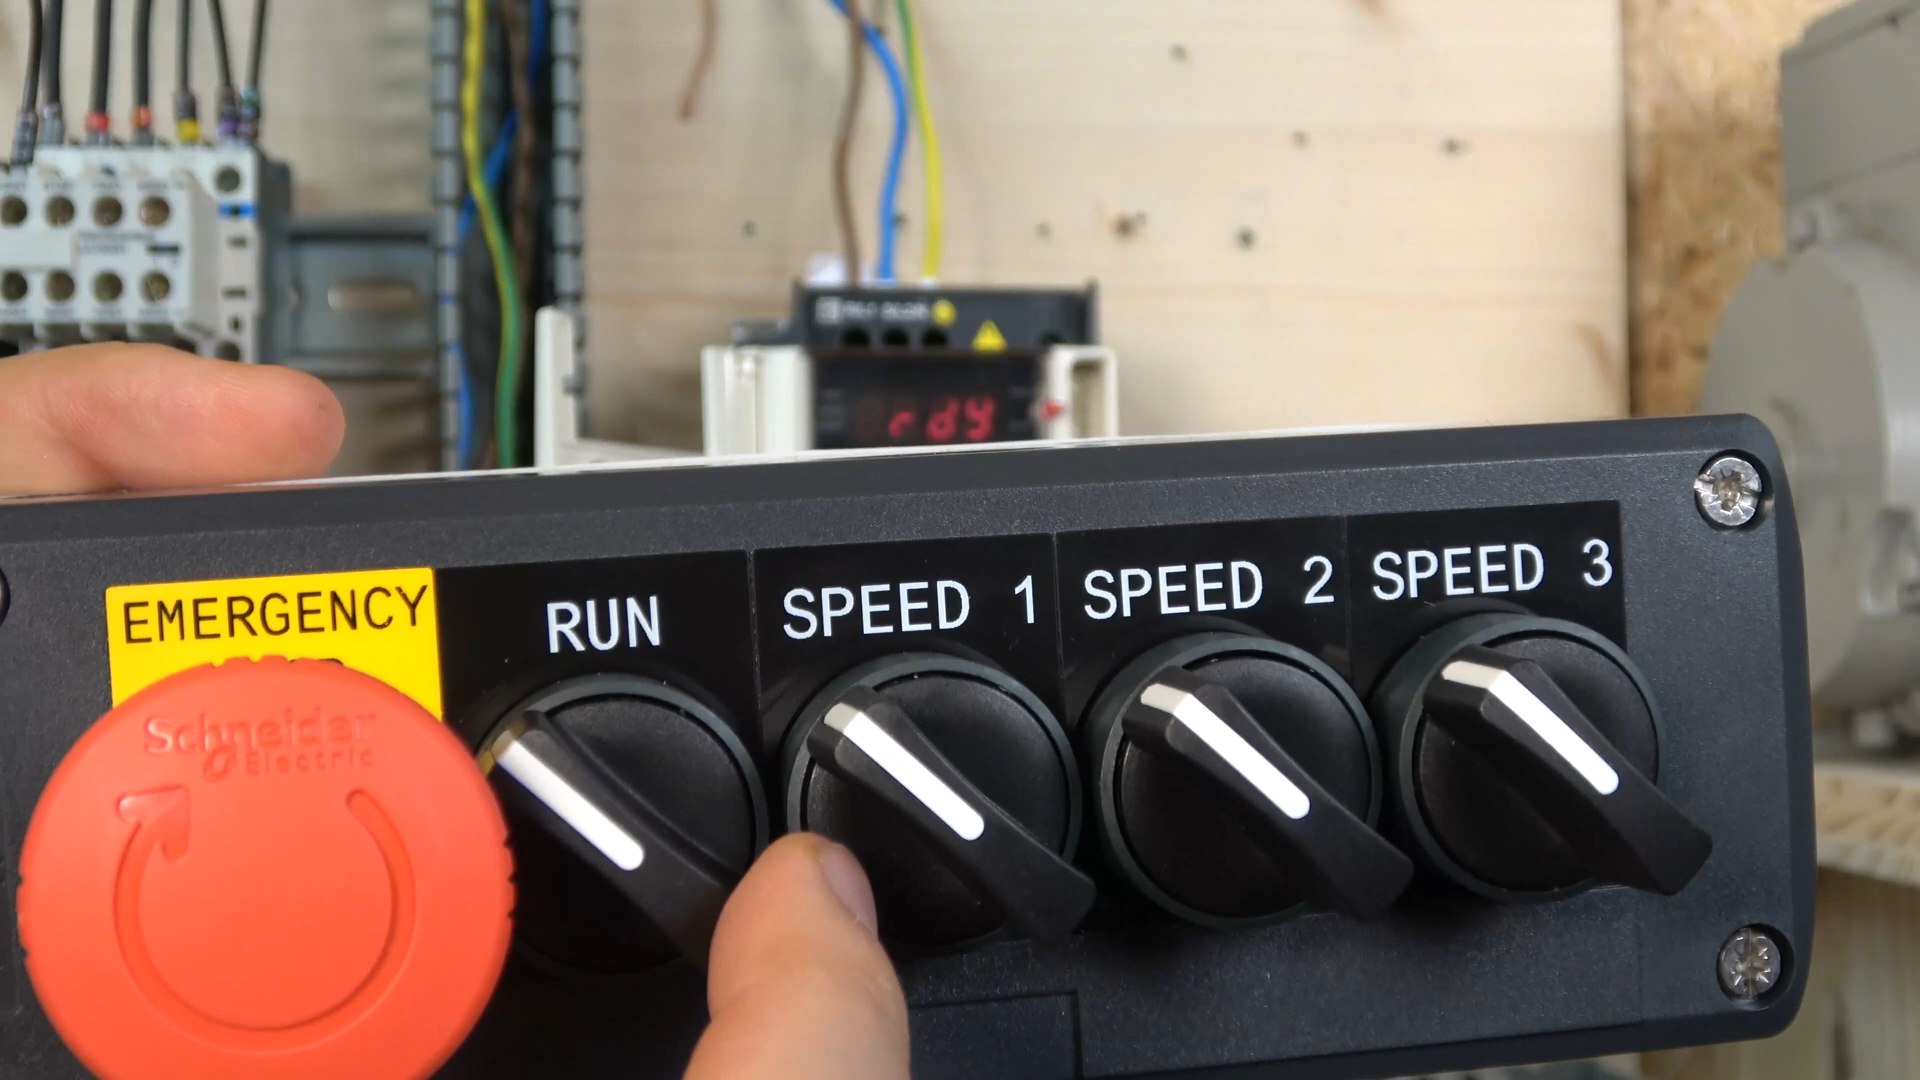 rdy
EMERGENCY
RUN
SPEED 1
SPEED 2
SPEED 3
Schneider
Electric